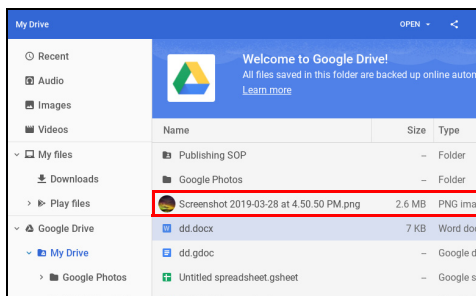 My Drive OPEN
Recent
Audio
Images
Videos
My files
Downloads
Play files
Google Drive
My Drive
Google Photos
Welcome to Google Drive!
All files saved in this folder are backed up online autom
Learn more
Name Size Type
Publishing SOP – Folder
Google Photos – Folder
Screenshot 2019-03-28 at 4.50.50 PM.png 2.6 MB PNG ima
dd.docx 7 KB Word doc
dd.gdoc – Google d
Untitled spreadsheet.gsheet – Google s